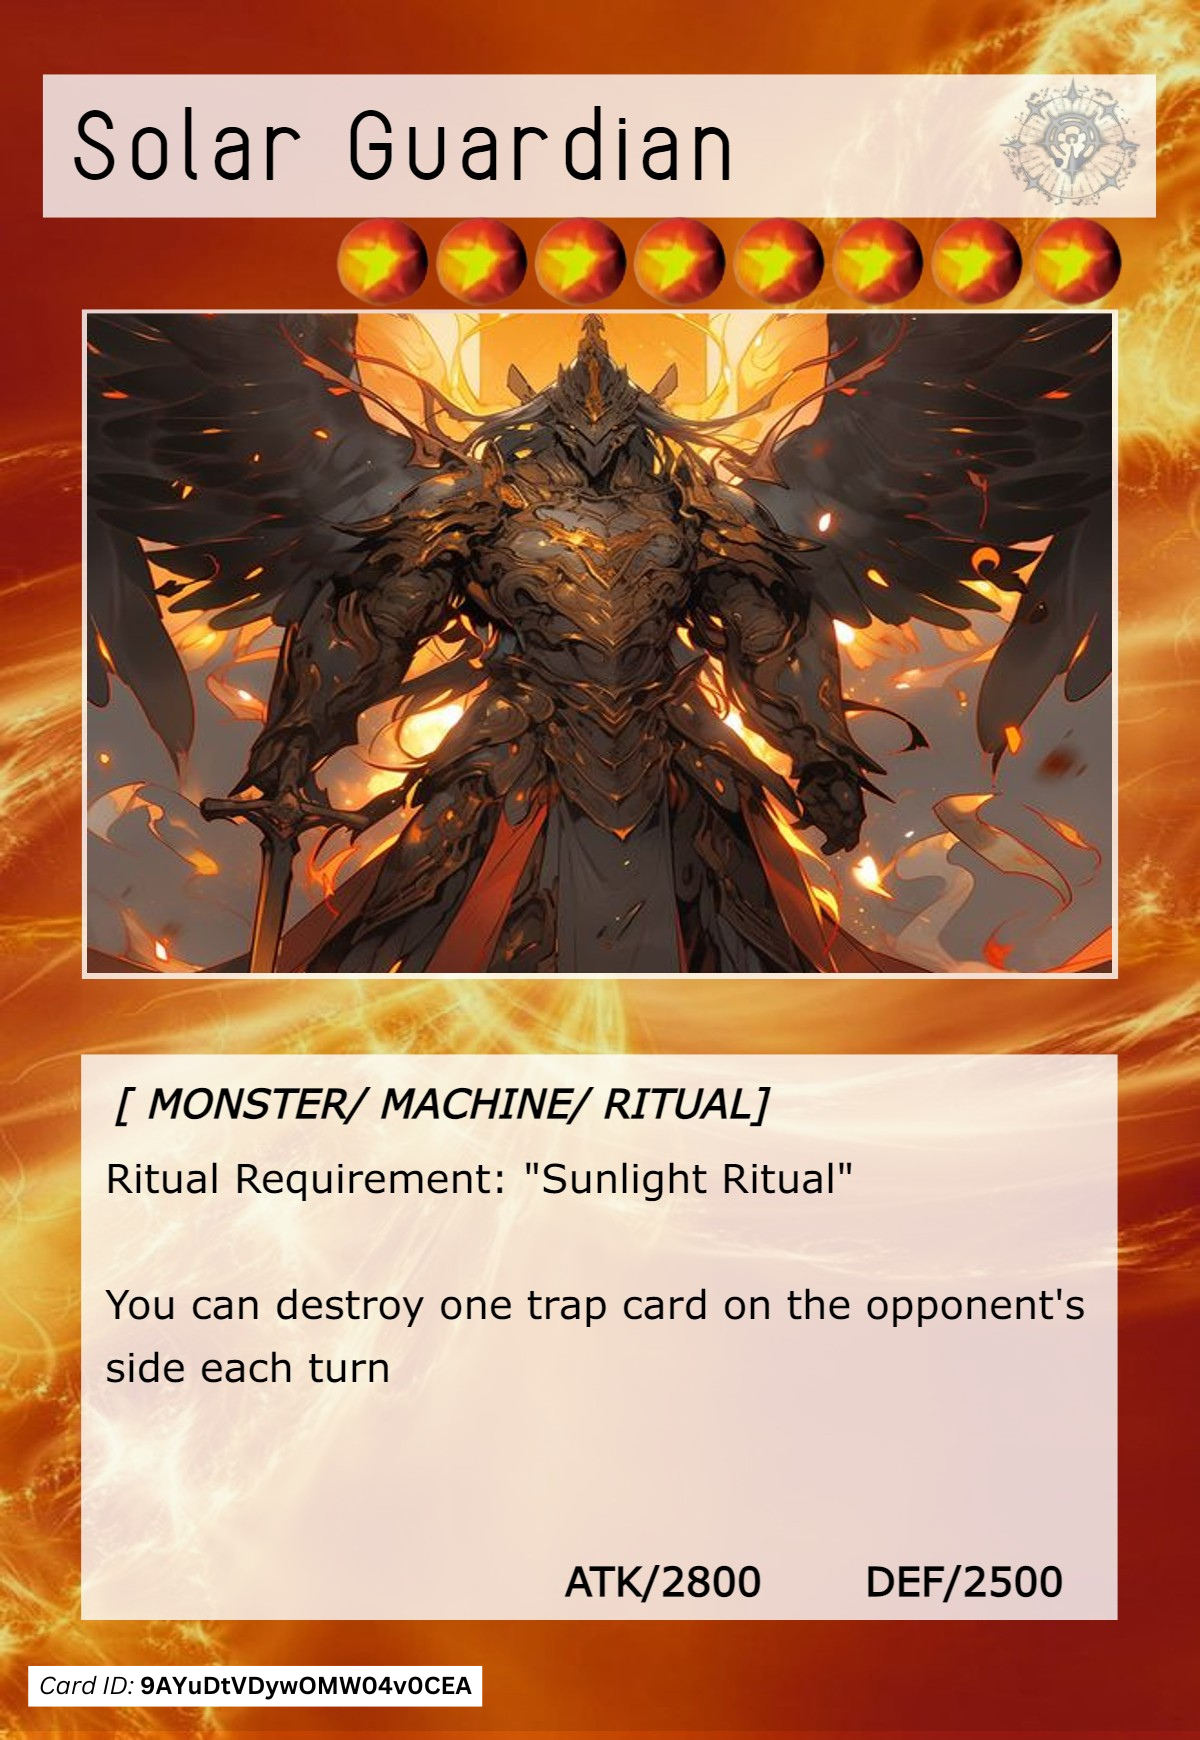 Solar Guardian
[ MONSTER/ MACHINE/ RITUAL]
Ritual Requirement: "Sunlight Ritual"
You can destroy one trap card on the opponent's
side each turn
ATK/2800 DEF/2500
Card ID: 9AYuDtVDywOMW04v0CEA